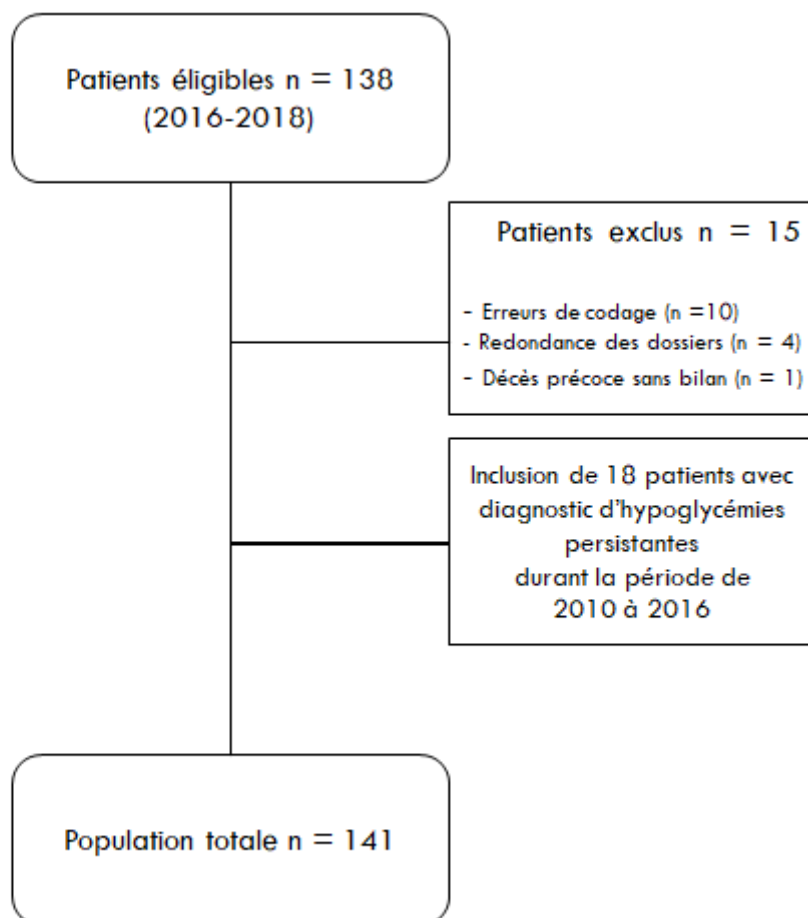 Patients éligibles n = 138
(2016-2018)
Patients exclus n = 15
- Erreurs de codage (n =10)
- Redondance des dossiers (n = 4)
- Décès précoce sans bilan (n = 1)
Inclusion de 18 patients avec
diagnostic d'hypoglycémies
persistantes
durant la période de
2010 à 2016
Population totale n = 141